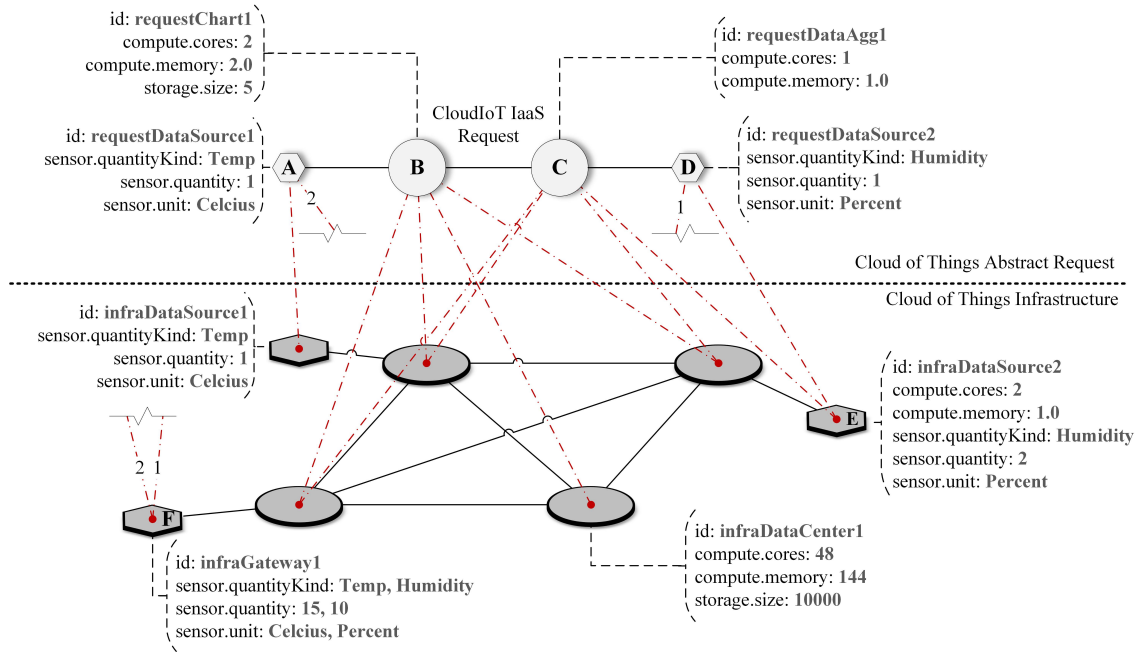 id: requestChart1
compute.cores: 2
compute.memory: 2.0
storage.size: 5
id: requestDataAgg1
compute.cores: 1
compute.memory: 1.0
CloudIoT IaaS
Request
id: requestDataSource1
sensor.quantityKind: Temp
sensor.quantity: 1
sensor.unit: Celcius
A
B
C
D
id: requestDataSource2
sensor.quantityKind: Humidity
sensor.quantity: 1
sensor.unit: Percent
2
1
Cloud of Things Abstract Request
Cloud of Things Infrastructure
id: infraDataSource1
sensor.quantityKind: Temp
sensor.quantity: 1
sensor.unit: Celcius
id: infraDataSource2
compute.cores: 2
compute.memory: 1.0
sensor.quantityKind: Humidity
sensor.quantity: 2
sensor.unit: Percent
E
2
1
F
id: infraGateway1
sensor.quantityKind: Temp, Humidity
sensor.quantity: 15, 10
sensor.unit: Celcius, Percent
id: infraDataCenter1
compute.cores: 48
compute.memory: 144
storage.size: 10000